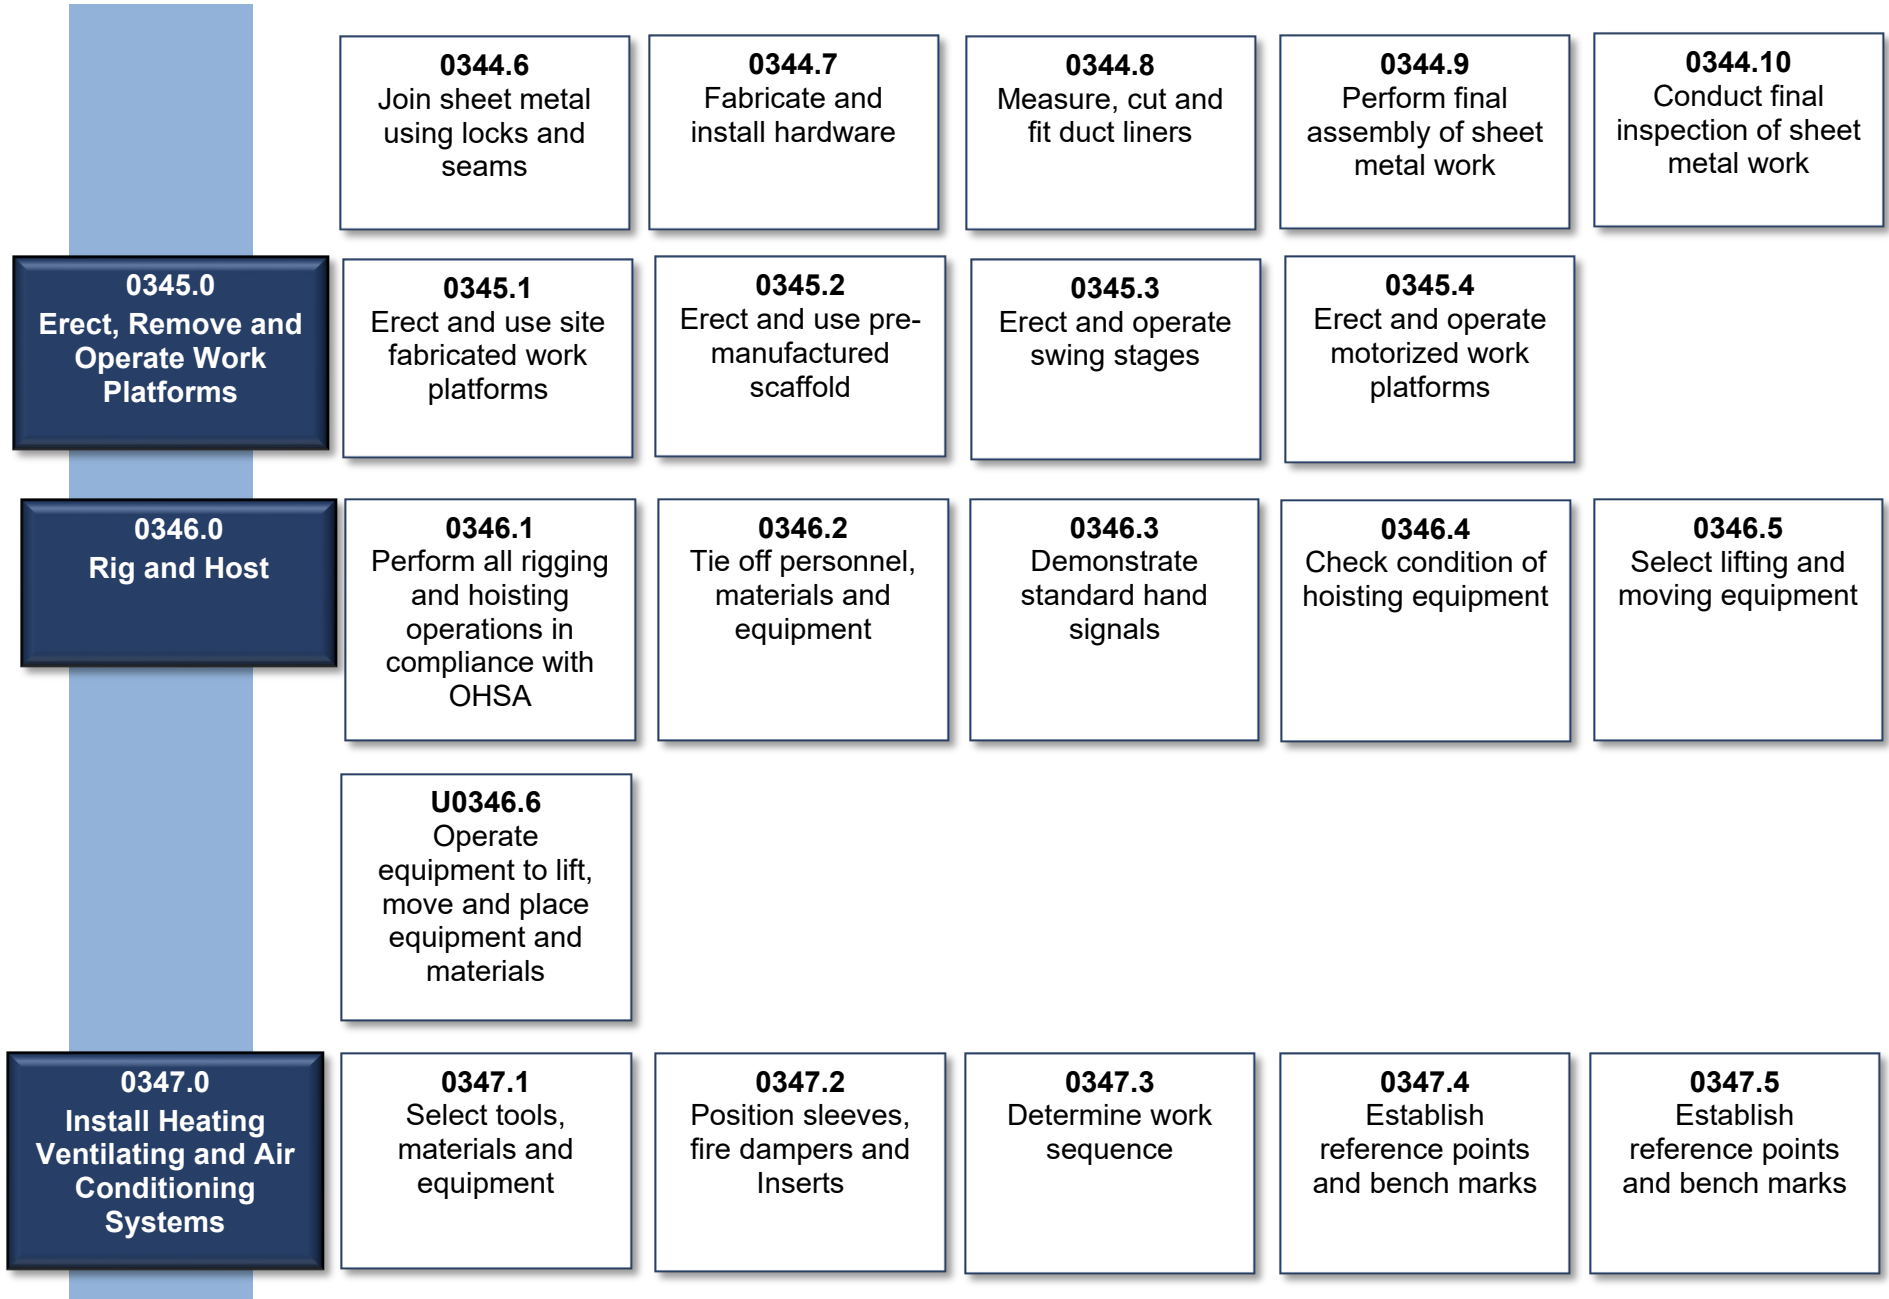 0344.6
Join sheet metal
using locks and
seams
0344.7
Fabricate and
install hardware
0344.8
Measure, cut and
fit duct liners
0344.9
Perform final
assembly of sheet
metal work
0344.10
Conduct final
inspection of sheet
metal work
0345.0
Erect, Remove and
Operate Work
Platforms
0345.1
Erect and use site
fabricated work
platforms
0345.2
Erect and use pre-
manufactured
scaffold
0345.3
Erect and operate
swing stages
0345.4
Erect and operate
motorized work
platforms
0346.0
Rig and Host
0346.1
Perform all rigging
and hoisting
operations in
compliance with
OHSA
0346.2
Tie off personnel,
materials and
equipment
0346.3
Demonstrate
standard hand
signals
0346.4
Check condition of
hoisting equipment
0346.5
Select lifting and
moving equipment
U0346.6
Operate
equipment to lift,
move and place
equipment and
materials
0347.0
Install Heating
Ventilating and Air
Conditioning
Systems
0347.1
Select tools,
materials and
equipment
0347.2
Position sleeves,
fire dampers and
Inserts
0347.3
Determine work
sequence
0347.4
Establish
reference points
and bench marks
0347.5
Establish
reference points
and bench marks